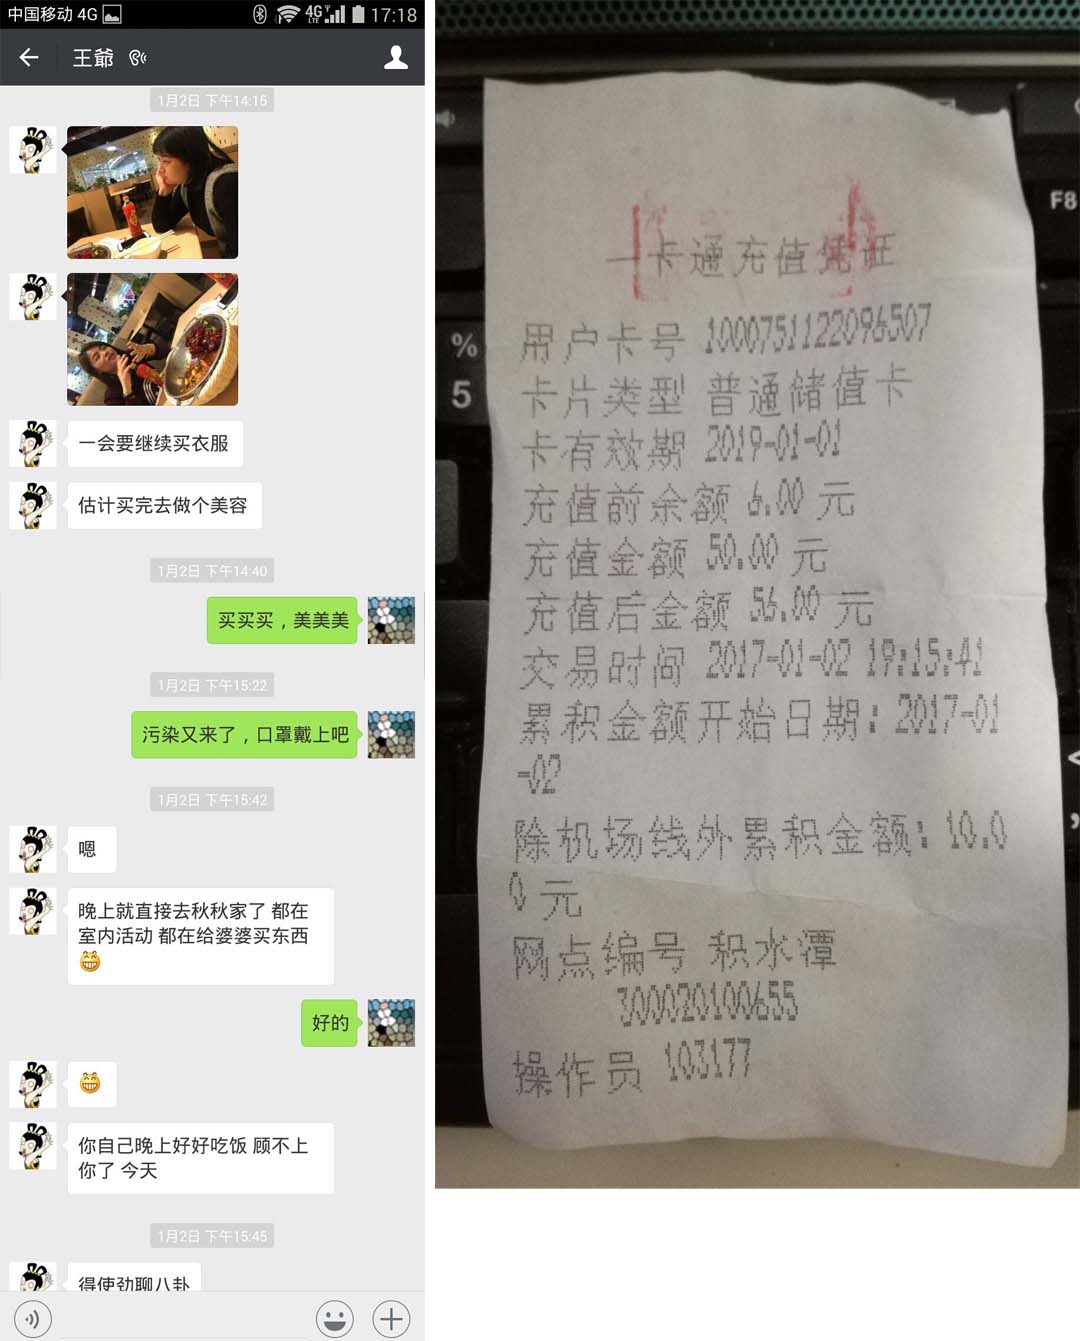 中国移动 4G
4G
LTE
17:18
王爺
1月2日 下午14:15
一会要继续买衣服
估计买完去做个美容
1月2日 下午14:40
买买买，美美美
1月2日 下午15:22
污染又来了，口罩戴上吧
1月2日 下午15:42
嗯
晚上就直接去秋秋家了 都在
室内活动 都在给婆婆买东西
好的
你自己晚上好好吃饭 顾不上
你了 今天
1月2日 下午15:45
得使劲聊八卦
F8
%
5
一卡通充值凭证
用户卡号 1000751122096507
卡片类型 普通储值卡
卡有效期 2019-01-01
充值前余额 6.00 元
充值金额 50.00 元
充值后金额 56.00 元
交易时间 2017-01-02 19:15:41
累积金额开始日期: 2017-01
-02
除机场线外累积金额: 10.0
0 元
网点编号 积水潭
300020100655
操作员 103177